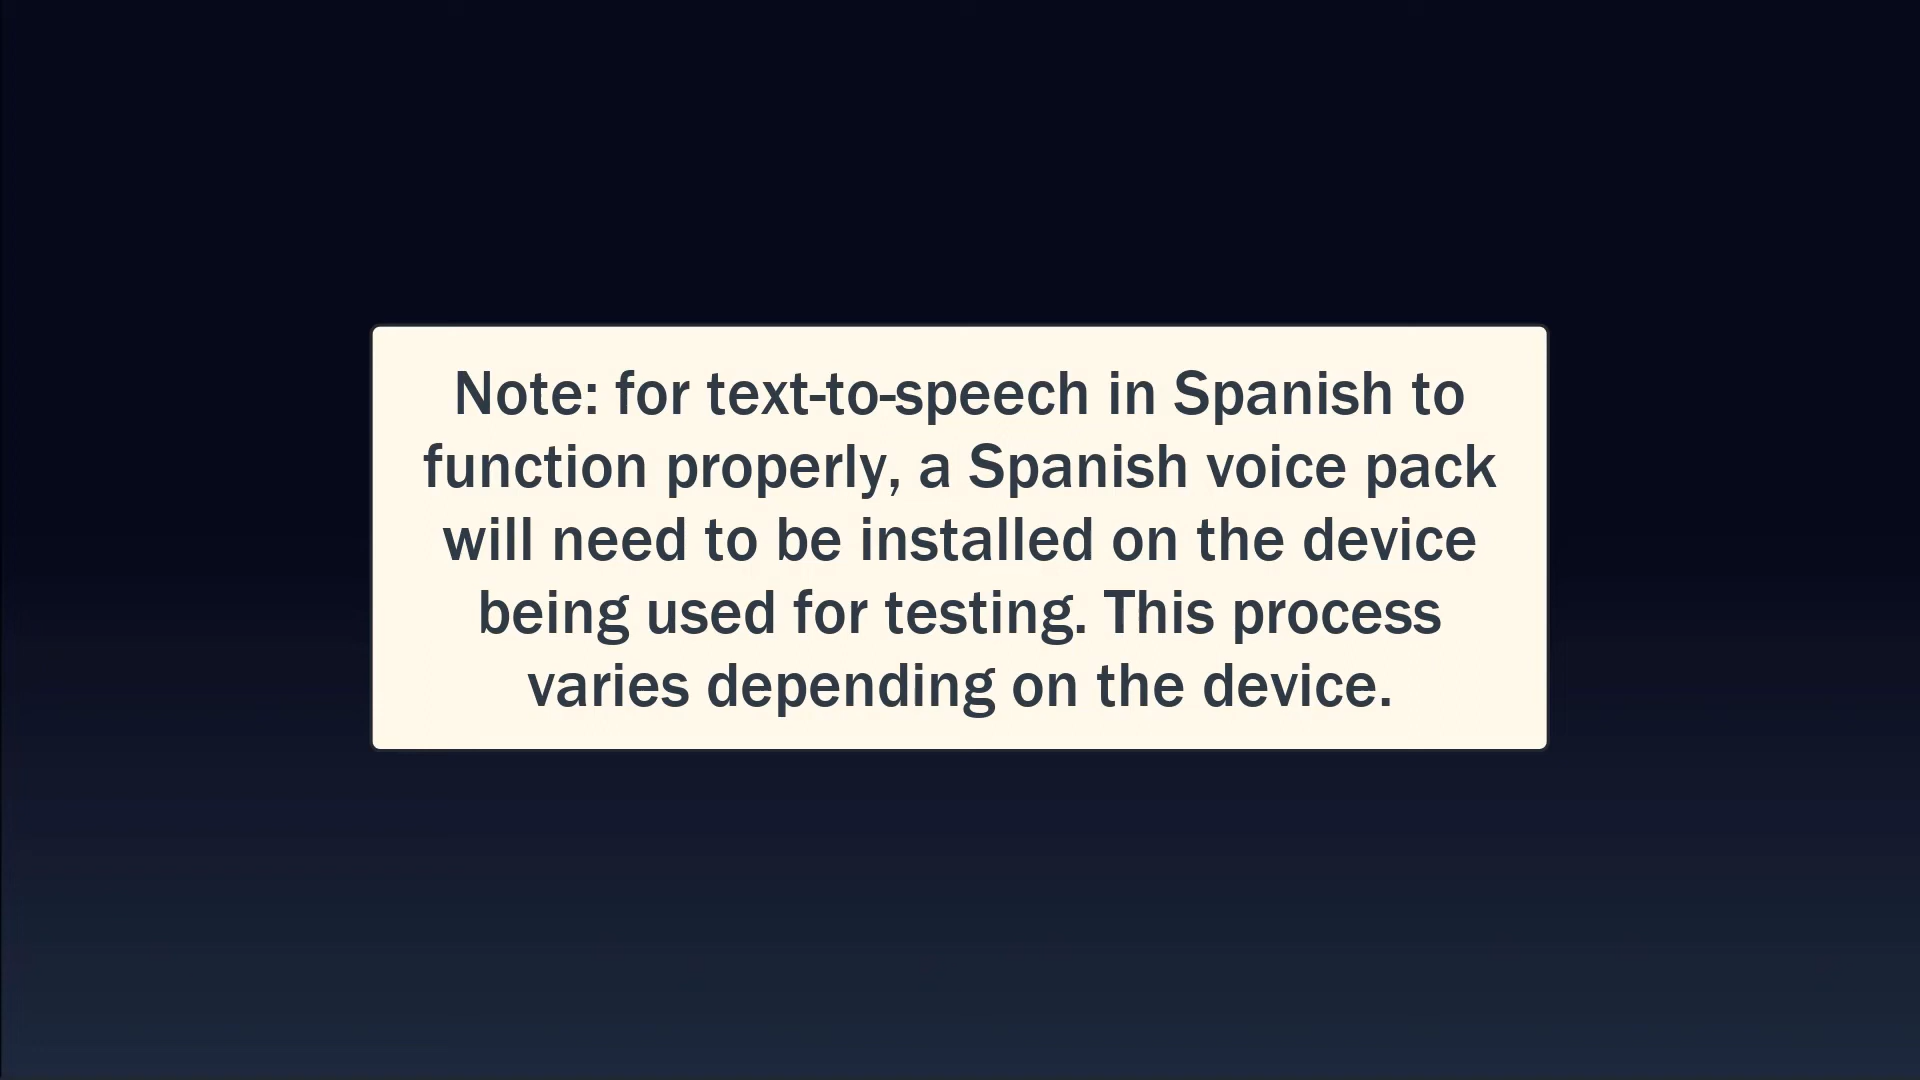 Note: for text-to-speech in Spanish to
function properly, a Spanish voice pack
will need to be installed on the device
being used for testing. This process
varies depending on the device.